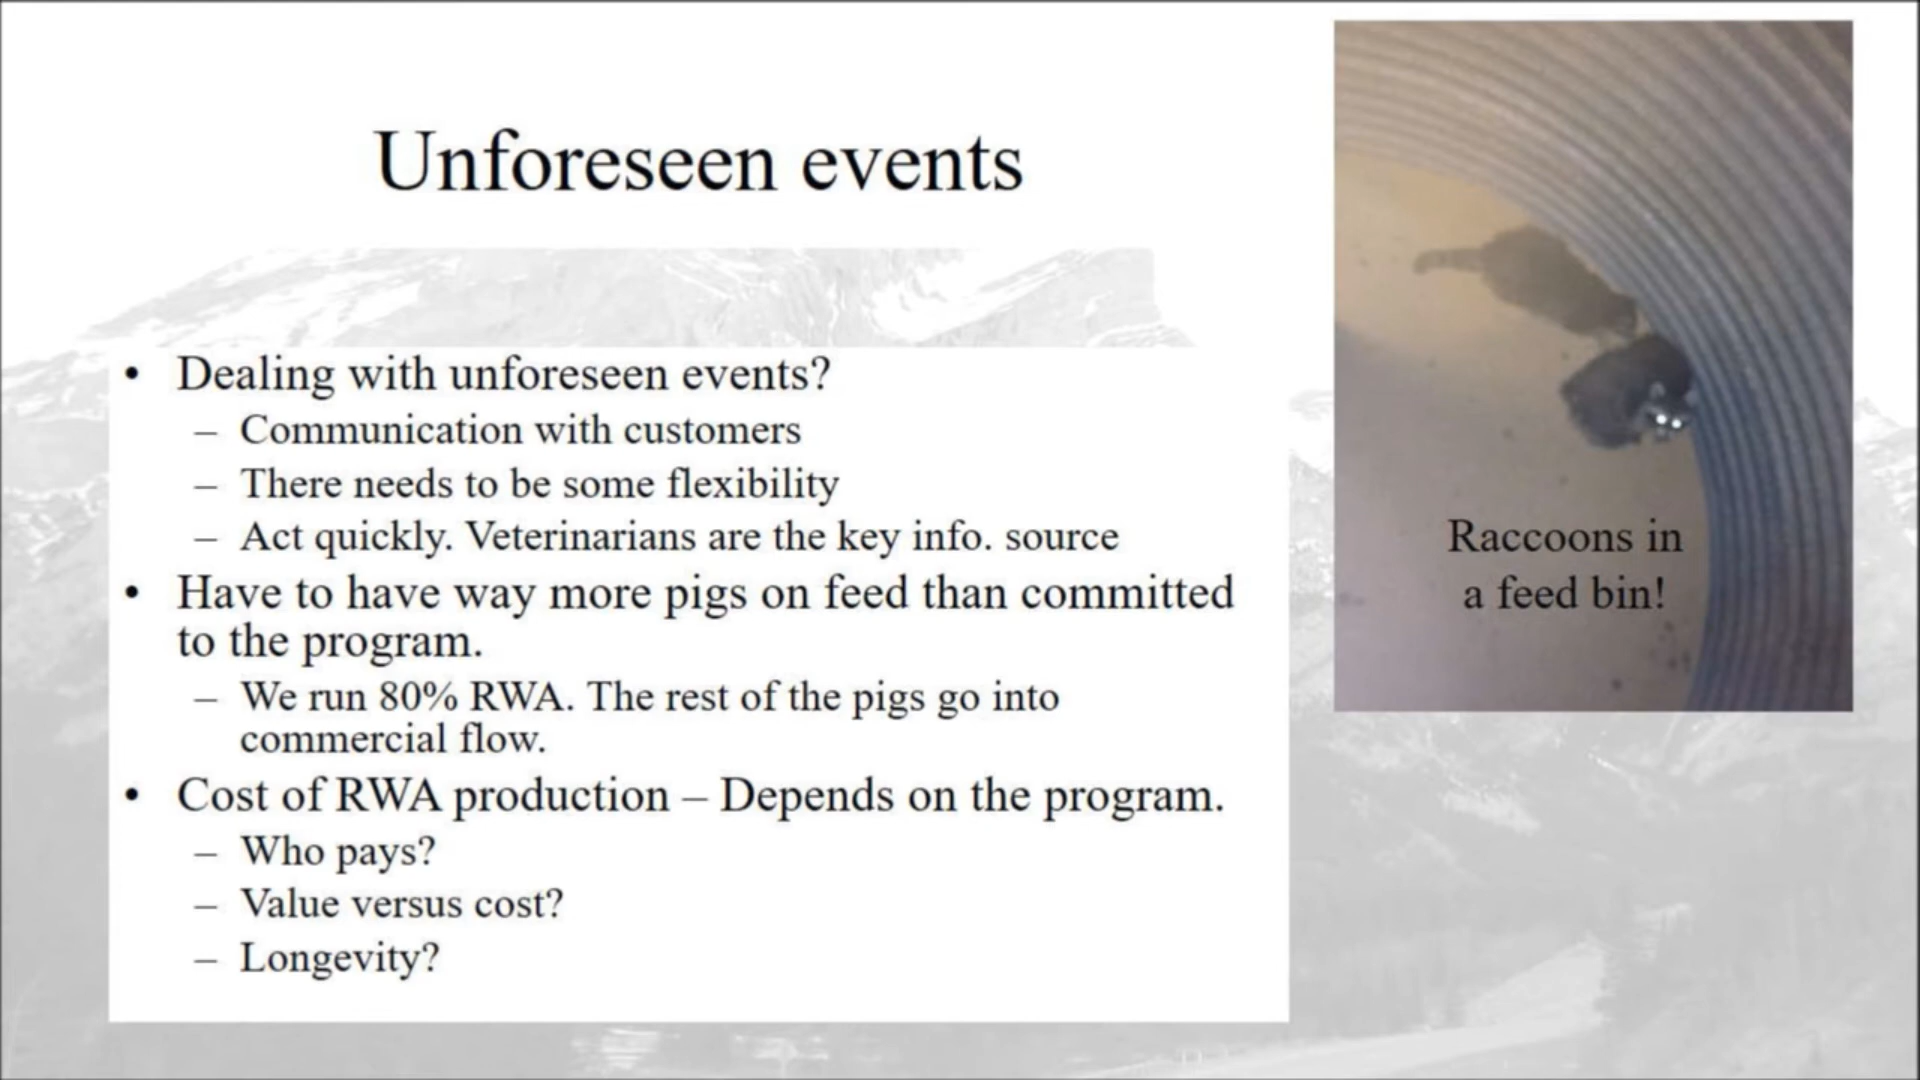 Unforeseen events
• Dealing with unforeseen events?
– Communication with customers
– There needs to be some flexibility
– Act quickly. Veterinarians are the key info. source
• Have to have way more pigs on feed than committed
to the program.
– We run 80% RWA. The rest of the pigs go into
commercial flow.
• Cost of RWA production – Depends on the program.
– Who pays?
– Value versus cost?
– Longevity?
Raccoons in
a feed bin!